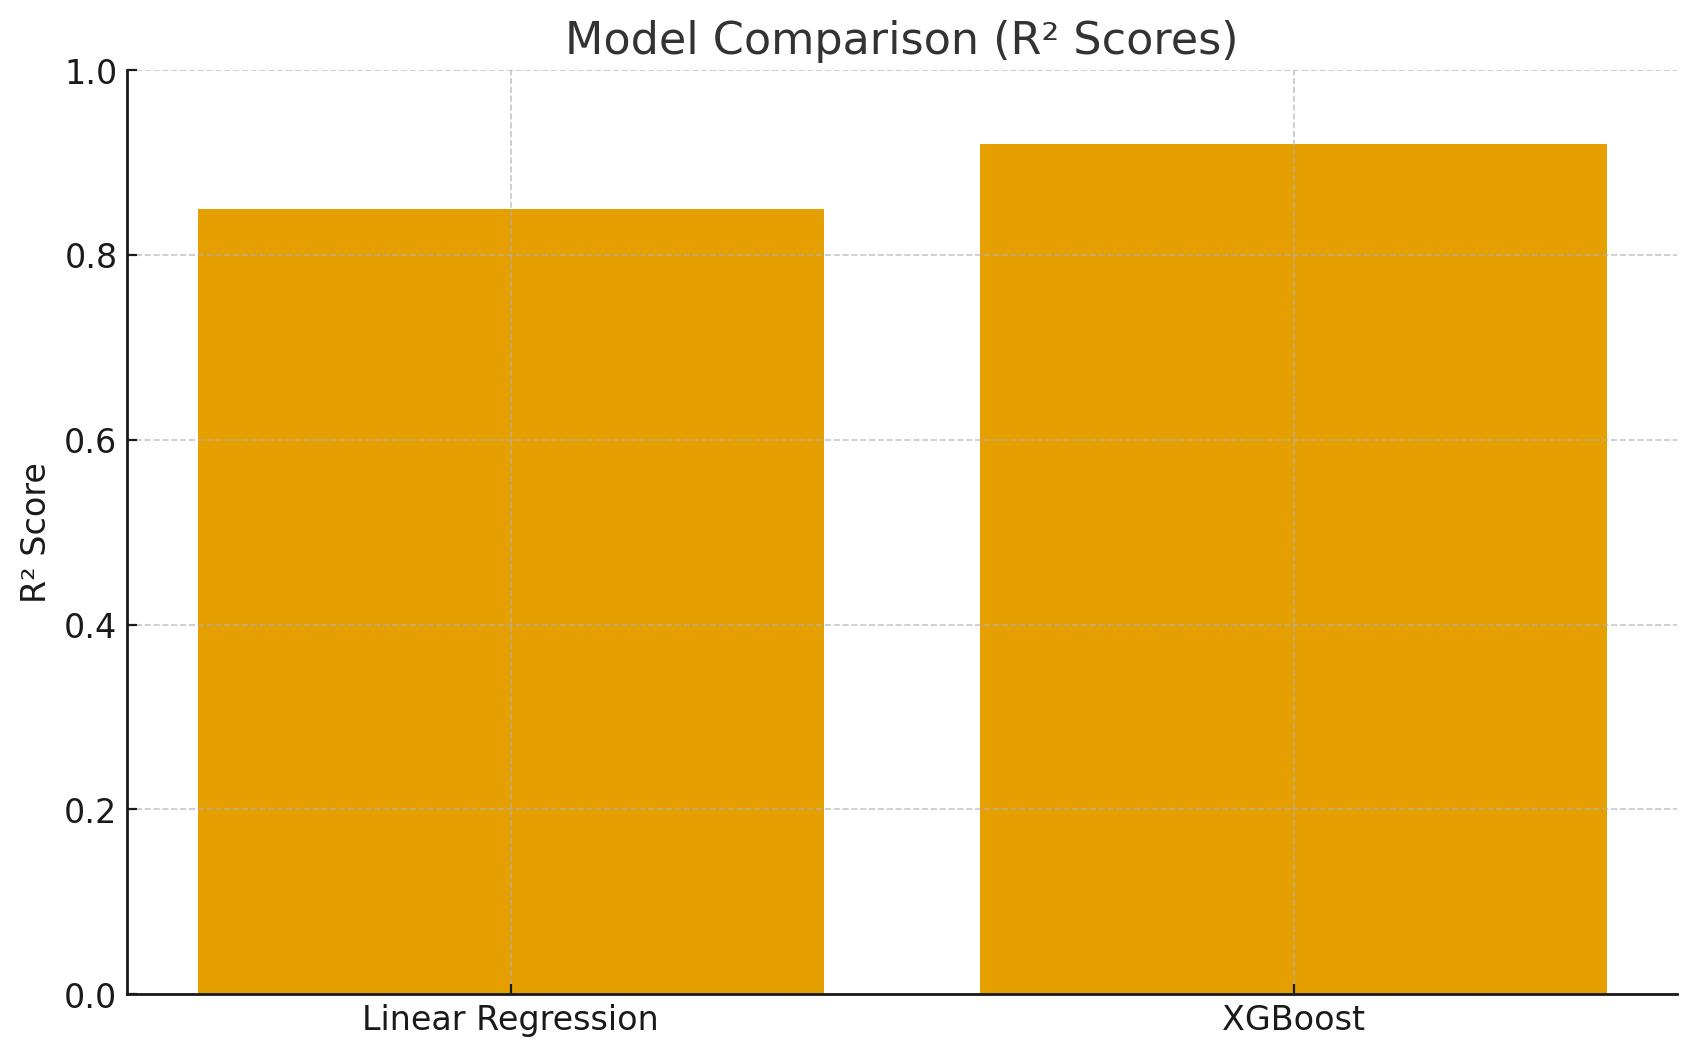 Model Comparison (R² Scores)
1.0
0.8
0.6
0.4
0.2
0.0
R² Score
Linear Regression
XGBoost